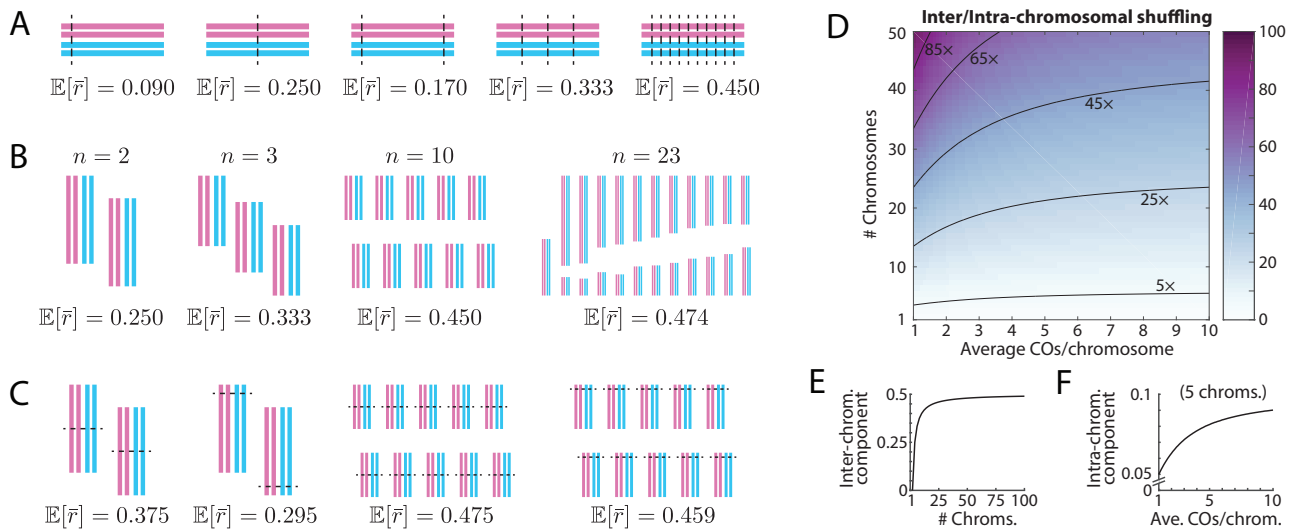 A
𝔼[r̄] = 0.090
𝔼[r̄] = 0.250
𝔼[r̄] = 0.170
𝔼[r̄] = 0.333
𝔼[r̄] = 0.450
B
n = 2
n = 3
n = 10
n = 23
𝔼[r̄] = 0.250
𝔼[r̄] = 0.333
𝔼[r̄] = 0.450
𝔼[r̄] = 0.474
C
𝔼[r̄] = 0.375
𝔼[r̄] = 0.295
𝔼[r̄] = 0.475
𝔼[r̄] = 0.459
D
Inter/Intra-chromosomal shuffling
# Chromosomes
50
40
30
20
10
1
85×
65×
45×
25×
5×
1 2 3 4 5 6 7 8 9 10
Average COs/chromosome
100
80
60
40
20
0
E
Inter-chrom.
component
0.5
0.25
0
1 25 50 75 100
# Chroms.
F
(5 chroms.)
Intra-chrom.
component
0.1
0.05
0
1 5 10
Ave. COs/chrom.